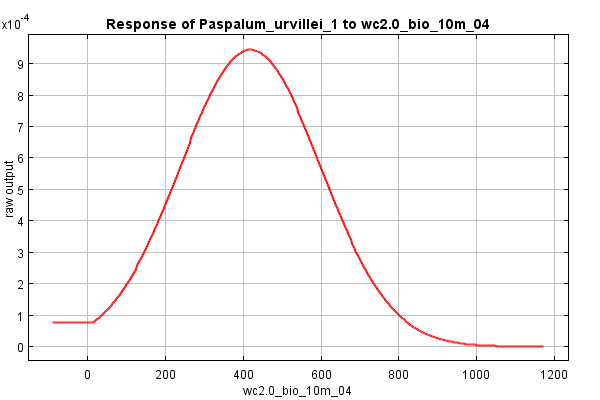 Response of Paspalum_urvillei_1 to wc2.0_bio_10m_04
x10^-4
9
8
7
6
5
4
3
2
1
0
raw output
0 200 400 600 800 1000 1200
wc2.0_bio_10m_04